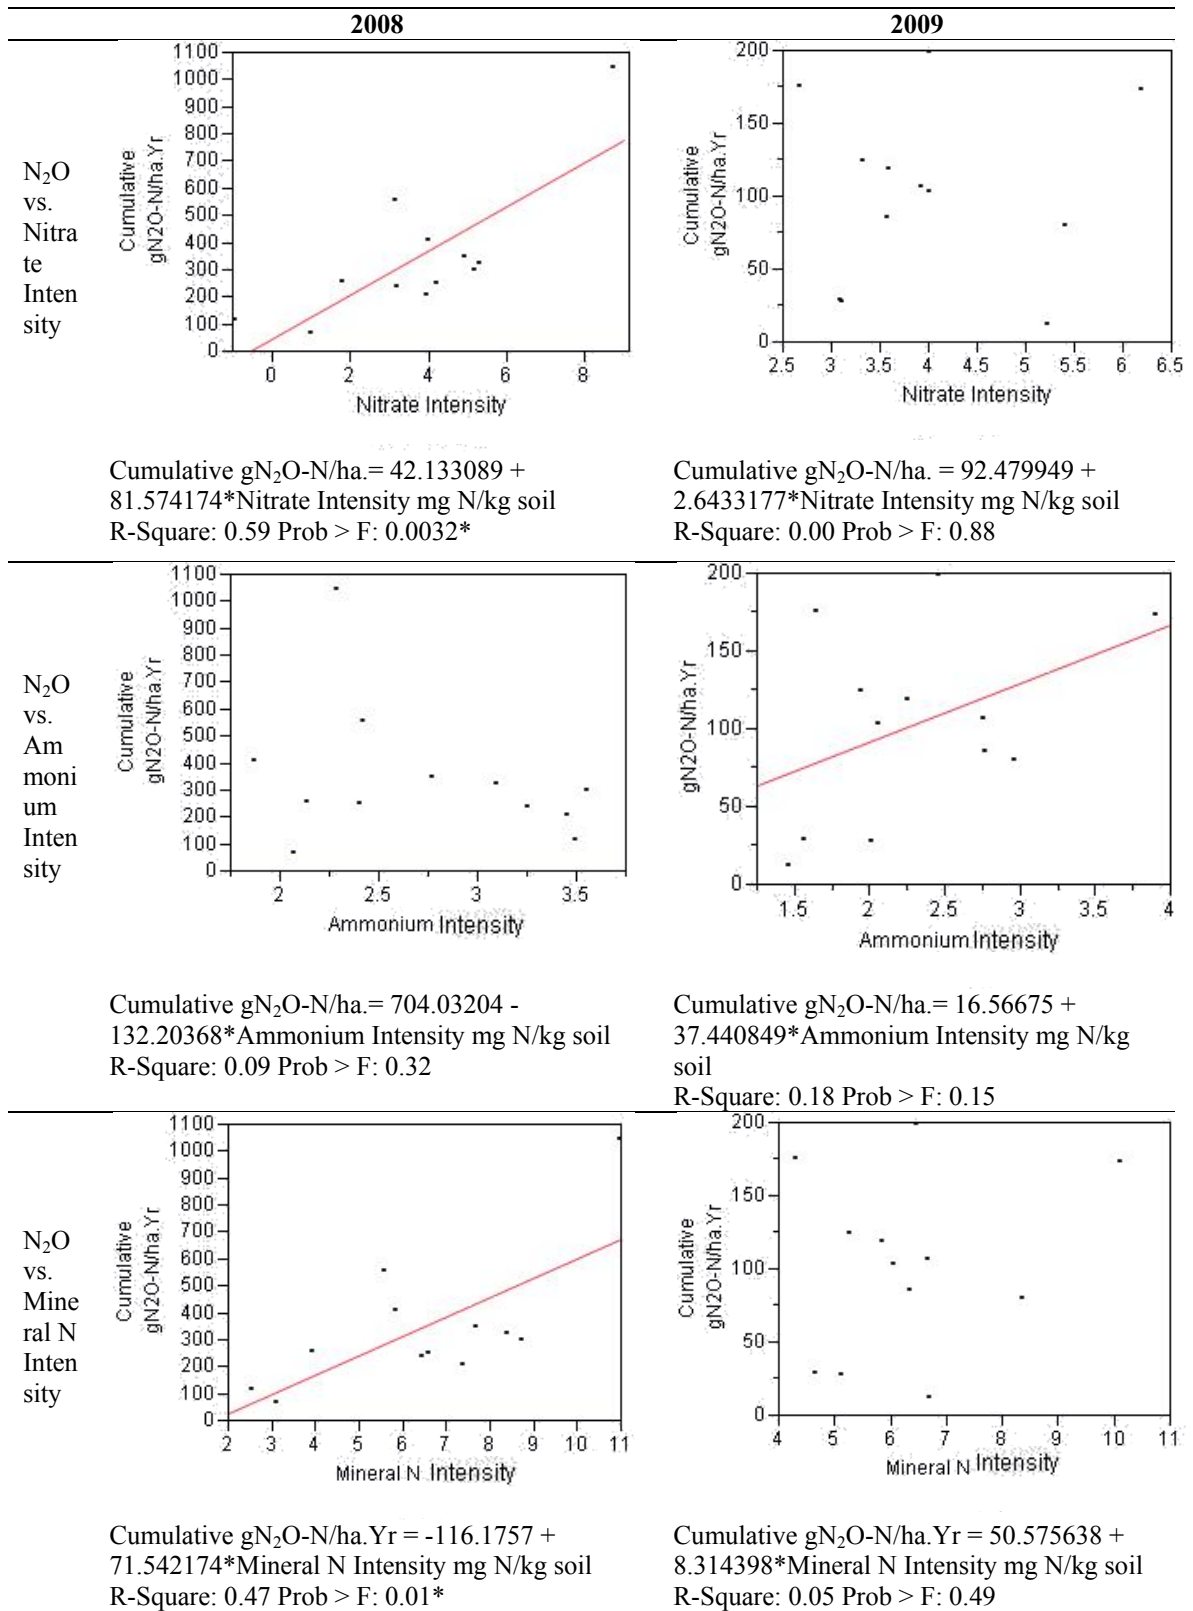 2008
2009
N₂O
vs.
Nitra
te
Inten
sity
Cumulative
gN2O-N/ha.Yr
1100
1000
900
800
700
600
500
400
300
200
100
0
0 2 4 6 8
Nitrate Intensity
Cumulative gN₂O-N/ha.= 42.133089 +
81.574174*Nitrate Intensity mg N/kg soil
R-Square: 0.59 Prob > F: 0.0032*
Cumulative
gN2O-N/ha.Yr
200
150
100
50
0
2.5 3 3.5 4 4.5 5 5.5 6 6.5
Nitrate Intensity
Cumulative gN₂O-N/ha. = 92.479949 +
2.6433177*Nitrate Intensity mg N/kg soil
R-Square: 0.00 Prob > F: 0.88
N₂O
vs.
Am
moni
um
Inten
sity
Cumulative
gN2O-N/ha.Yr
1100
1000
900
800
700
600
500
400
300
200
100
0
2 2.5 3 3.5
Ammonium Intensity
Cumulative gN₂O-N/ha.= 704.03204 -
132.20368*Ammonium Intensity mg N/kg soil
R-Square: 0.09 Prob > F: 0.32
gN2O-N/ha.Yr
200
150
100
50
0
1.5 2 2.5 3 3.5 4
Ammonium Intensity
Cumulative gN₂O-N/ha.= 16.56675 +
37.440849*Ammonium Intensity mg N/kg
soil
R-Square: 0.18 Prob > F: 0.15
N₂O
vs.
Mine
ral N
Inten
sity
Cumulative
gN2O-N/ha.Yr
1100
1000
900
800
700
600
500
400
300
200
100
0
2 3 4 5 6 7 8 9 10 11
Mineral N Intensity
Cumulative gN₂O-N/ha.Yr = -116.1757 +
71.542174*Mineral N Intensity mg N/kg soil
R-Square: 0.47 Prob > F: 0.01*
Cumulative
gN2O-N/ha.Yr
200
150
100
50
0
4 5 6 7 8 9 10 11
Mineral N Intensity
Cumulative gN₂O-N/ha.Yr = 50.575638 +
8.314398*Mineral N Intensity mg N/kg soil
R-Square: 0.05 Prob > F: 0.49